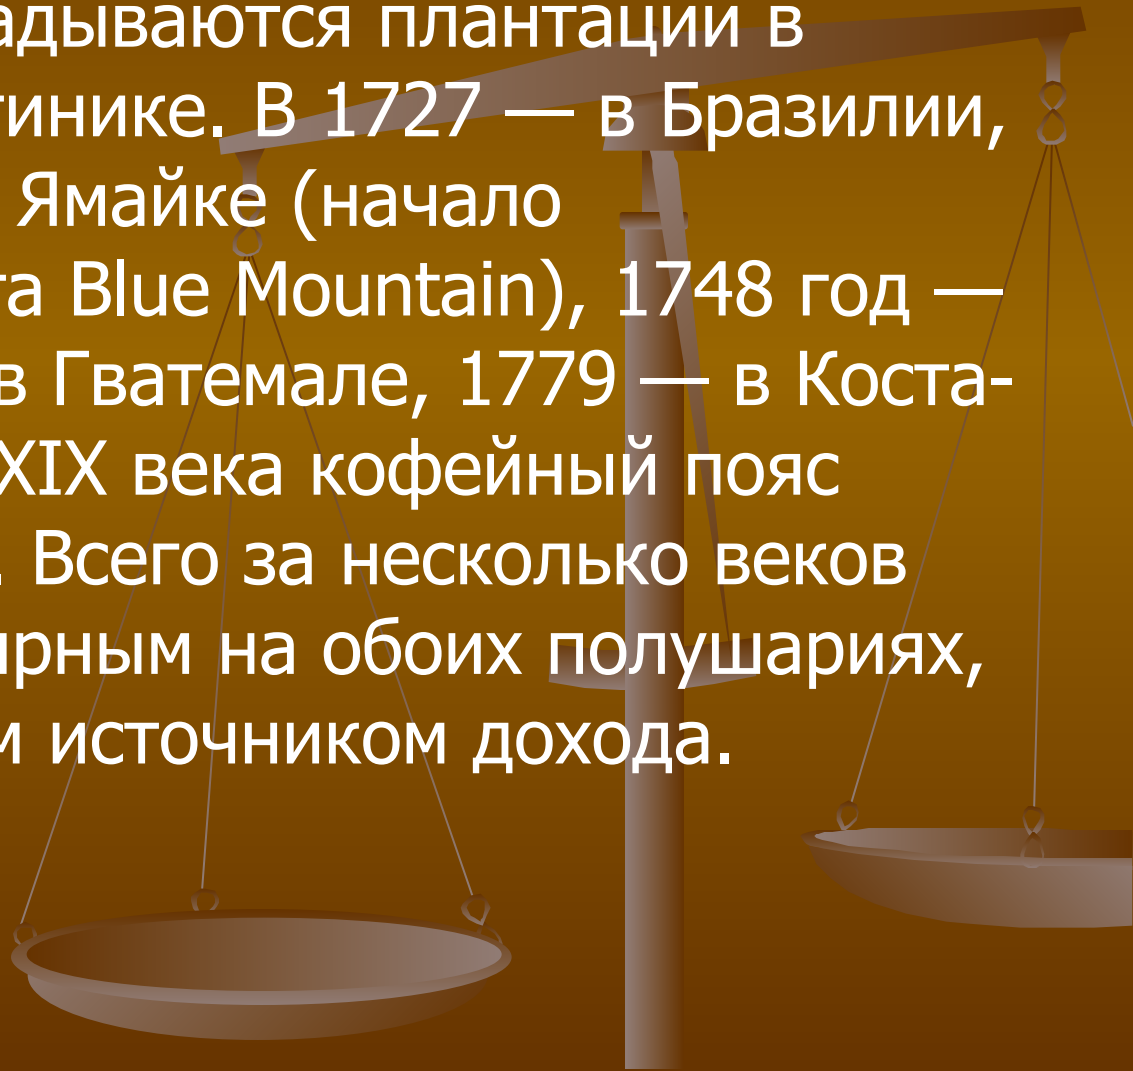 адываются плантации в
тинике. В 1727 — в Бразилии,
Ямайке (начало
та Blue Mountain), 1748 год —
в Гватемале, 1779 — в Коста-
XIX века кофейный пояс
. Всего за несколько веков
ярным на обоих полушариях,
м источником дохода.